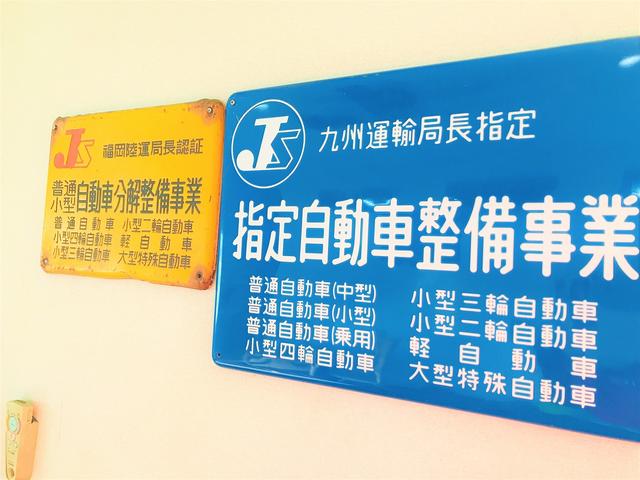 JS
福岡陸運局長認証
普通
小型
自動車分解整備事業
普通自動車 小型二輪自動車
小型四輪自動車 軽自動車
小型三輪自動車 大型特殊自動車
JS
九州運輸局長指定
指定自動車整備事業
普通自動車(中型)
普通自動車(小型)
普通自動車(乗用)
小型四輪自動車
小型三輪自動車
小型二輪自動車
軽自動車
大型特殊自動車